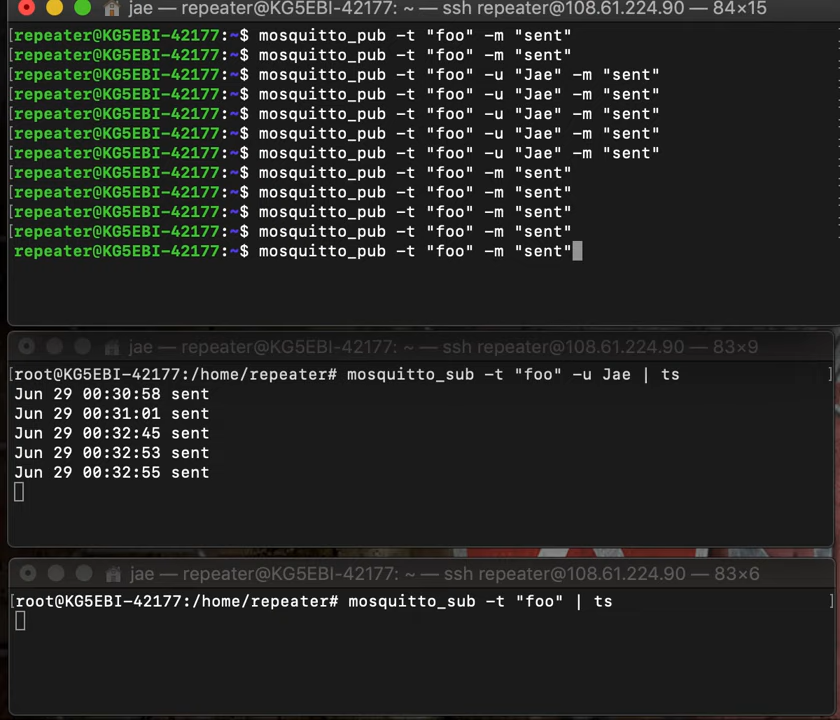 jae — repeater@KG5EBI-42177: ~ — ssh repeater@108.61.224.90 — 84×15
[repeater@KG5EBI-42177:~$ mosquitto_pub -t "foo" -m "sent"
[repeater@KG5EBI-42177:~$ mosquitto_pub -t "foo" -m "sent"
[repeater@KG5EBI-42177:~$ mosquitto_pub -t "foo" -u "Jae" -m "sent"
[repeater@KG5EBI-42177:~$ mosquitto_pub -t "foo" -u "Jae" -m "sent"
[repeater@KG5EBI-42177:~$ mosquitto_pub -t "foo" -u "Jae" -m "sent"
[repeater@KG5EBI-42177:~$ mosquitto_pub -t "foo" -u "Jae" -m "sent"
[repeater@KG5EBI-42177:~$ mosquitto_pub -t "foo" -u "Jae" -m "sent"
[repeater@KG5EBI-42177:~$ mosquitto_pub -t "foo" -m "sent"
[repeater@KG5EBI-42177:~$ mosquitto_pub -t "foo" -m "sent"
[repeater@KG5EBI-42177:~$ mosquitto_pub -t "foo" -m "sent"
[repeater@KG5EBI-42177:~$ mosquitto_pub -t "foo" -m "sent"
repeater@KG5EBI-42177:~$ mosquitto_pub -t "foo" -m "sent"
jae — repeater@KG5EBI-42177: ~ — ssh repeater@108.61.224.90 — 83×9
[root@KG5EBI-42177:/home/repeater# mosquitto_sub -t "foo" -u Jae | ts ]
Jun 29 00:30:58 sent
Jun 29 00:31:01 sent
Jun 29 00:32:45 sent
Jun 29 00:32:53 sent
Jun 29 00:32:55 sent
jae — repeater@KG5EBI-42177: ~ — ssh repeater@108.61.224.90 — 83×6
[root@KG5EBI-42177:/home/repeater# mosquitto_sub -t "foo" | ts ]